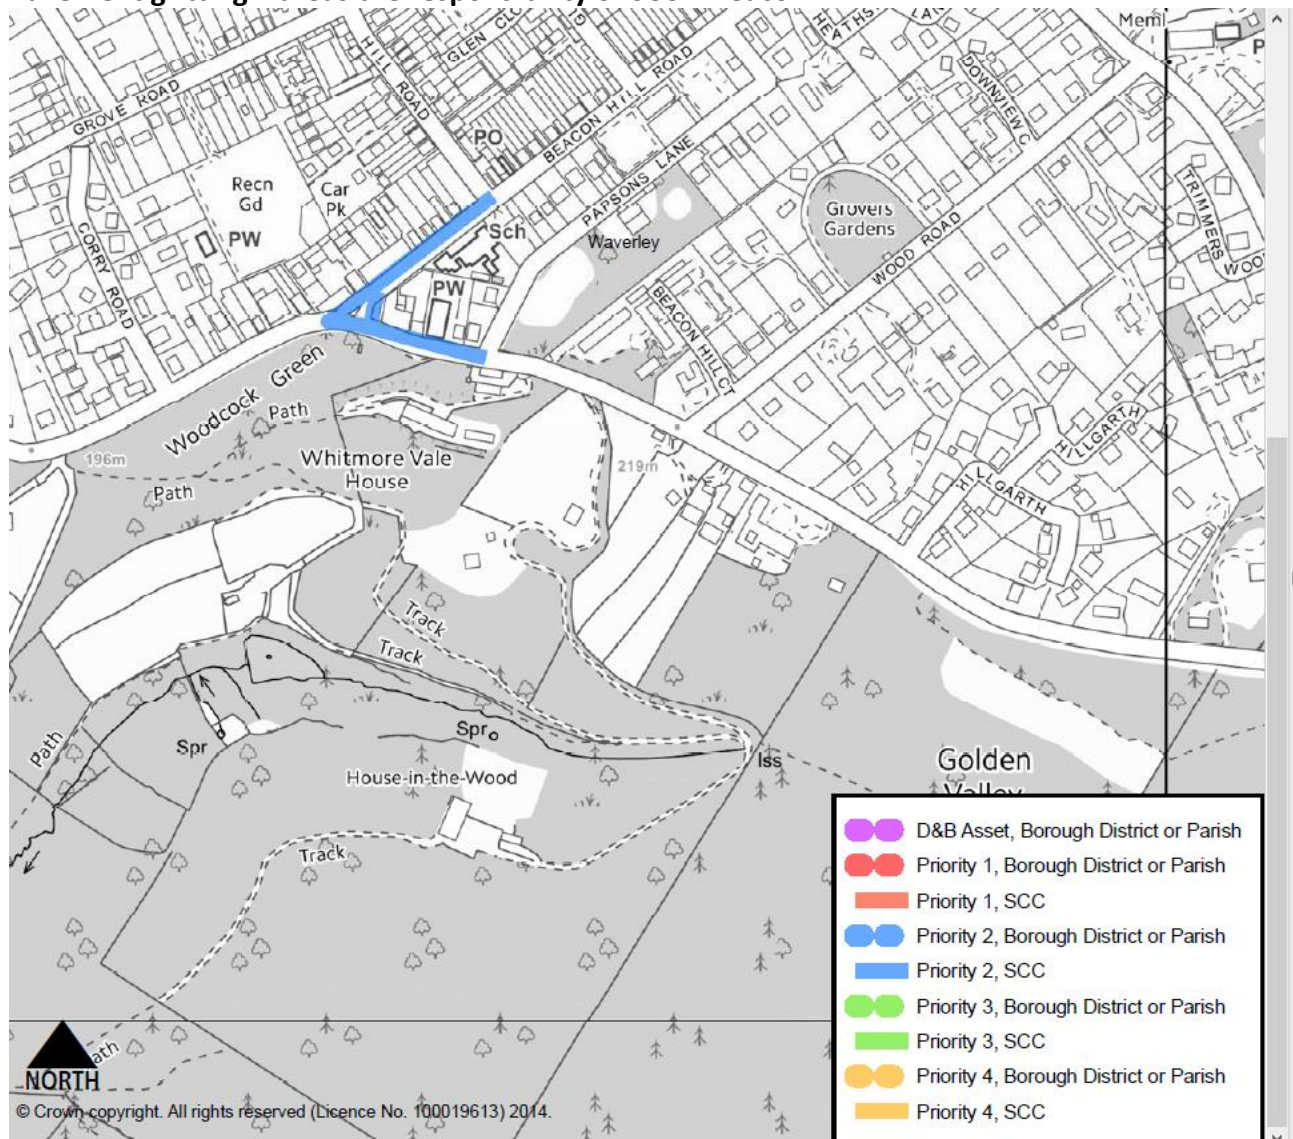 Meml
HEATHS
LA
GLEN CLO
HILL
ROAD
DOWNVIEW C
GROVE ROAD
PO
BEACON HILL ROAD
TRIMMERS
WOO
Recn
Gd
Car
Pk
PAPSONS LANE
Grovers
Gardens
Sch
PW
CORRY ROAD
Waverley
WOOD ROAD
PW
BEACON HILL CT
Woodcock Green
Path
HILLGARTH
196m
Whitmore Vale
House
219m
HILLGARTH
Path
Track
Track
Path
Spr
Spr
Iss
House-in-the-Wood
Golden
Valley
Track
D&B Asset, Borough District or Parish
Priority 1, Borough District or Parish
Priority 1, SCC
Priority 2, Borough District or Parish
Priority 2, SCC
Priority 3, Borough District or Parish
Priority 3, SCC
Priority 4, Borough District or Parish
Priority 4, SCC
ath
NORTH
© Crown copyright. All rights reserved (Licence No. 100019613) 2014.